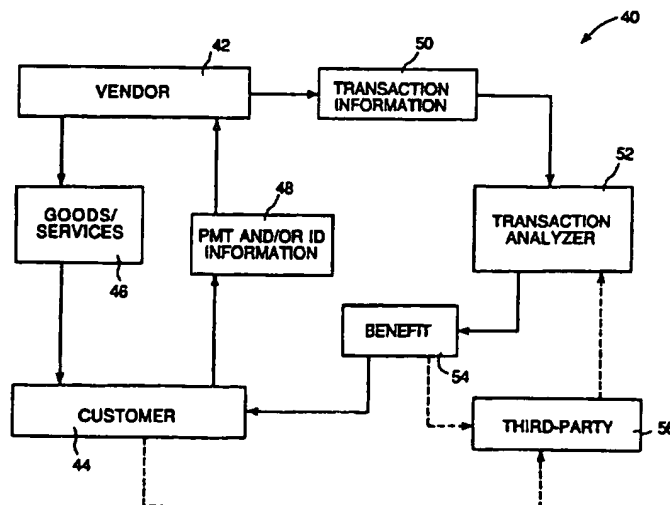 40
42
50
VENDOR
TRANSACTION
INFORMATION
52
GOODS/
SERVICES
46
48
PMT AND/OR ID
INFORMATION
TRANSACTION
ANALYZER
BENEFIT
54
CUSTOMER
44
THIRD-PARTY
56